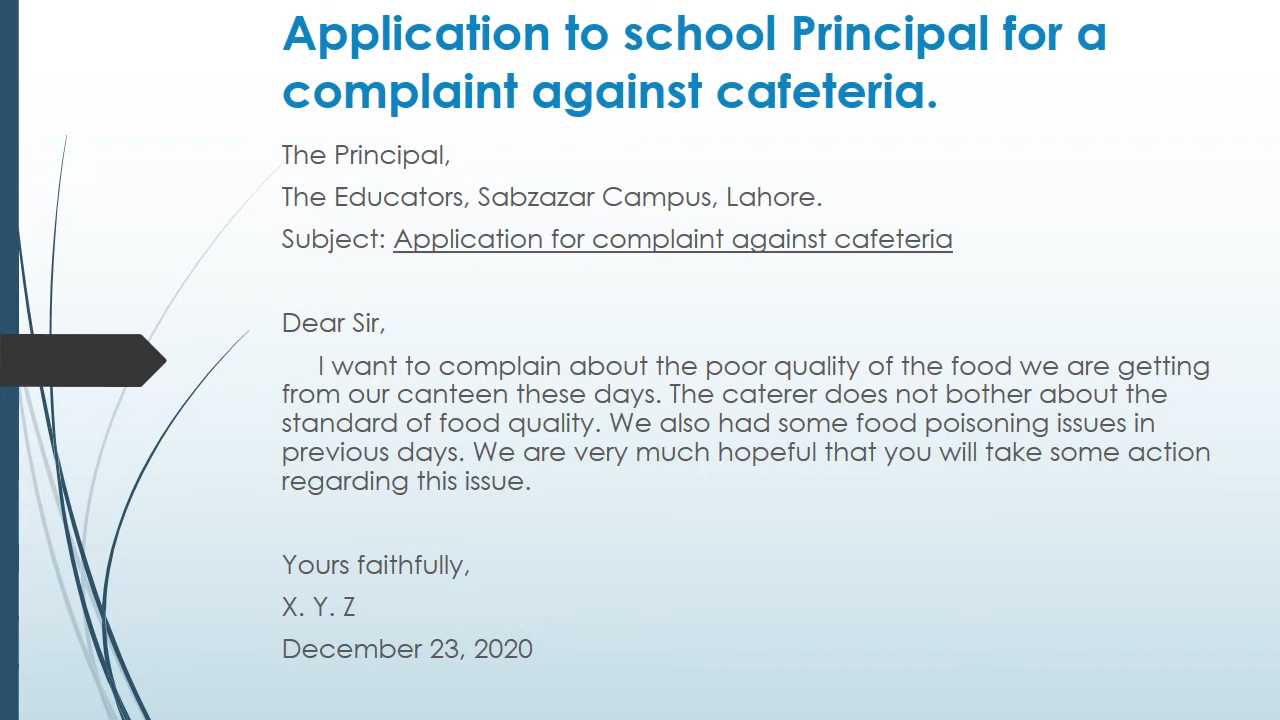 Application to school Principal for a
complaint against cafeteria.
The Principal,
The Educators, Sabzazar Campus, Lahore.
Subject: Application for complaint against cafeteria
Dear Sir,
I want to complain about the poor quality of the food we are getting
from our canteen these days. The caterer does not bother about the
standard of food quality. We also had some food poisoning issues in
previous days. We are very much hopeful that you will take some action
regarding this issue.
Yours faithfully,
X. Y. Z
December 23, 2020